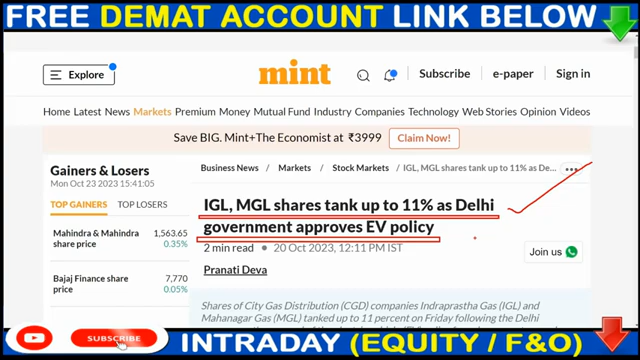 FREE DEMAT ACCOUNT LINK BELOW
Explore
mint
Subscribe
e-paper
Sign in
Home Latest News Markets Premium Money Mutual Fund Industry Companies Technology Web Stories Opinion Videos
Save BIG. Mint+The Economist at ₹3999
Claim Now!
Gainers & Losers
Mon Oct 23 2023 15:41:05
TOP GAINERS
TOP LOSERS
Mahindra & Mahindra
share price
1,563.65
0.35%
Bajaj Finance share
price
7,770
0.05%
Business News / Markets / Stock Markets / IGL, MGL shares tank up to 11% as De...
IGL, MGL shares tank up to 11% as Delhi
government approves EV policy
2 min read • 20 Oct 2023, 12:11 PM IST
Join us
Pranati Deva
Shares of City Gas Distribution (CGD) companies Indraprastha Gas (IGL) and
Mahanagar Gas (MGL) tanked up to 11 percent on Friday following the Delhi
SUBSCRIBE
INTRADAY (EQUITY / F&O)